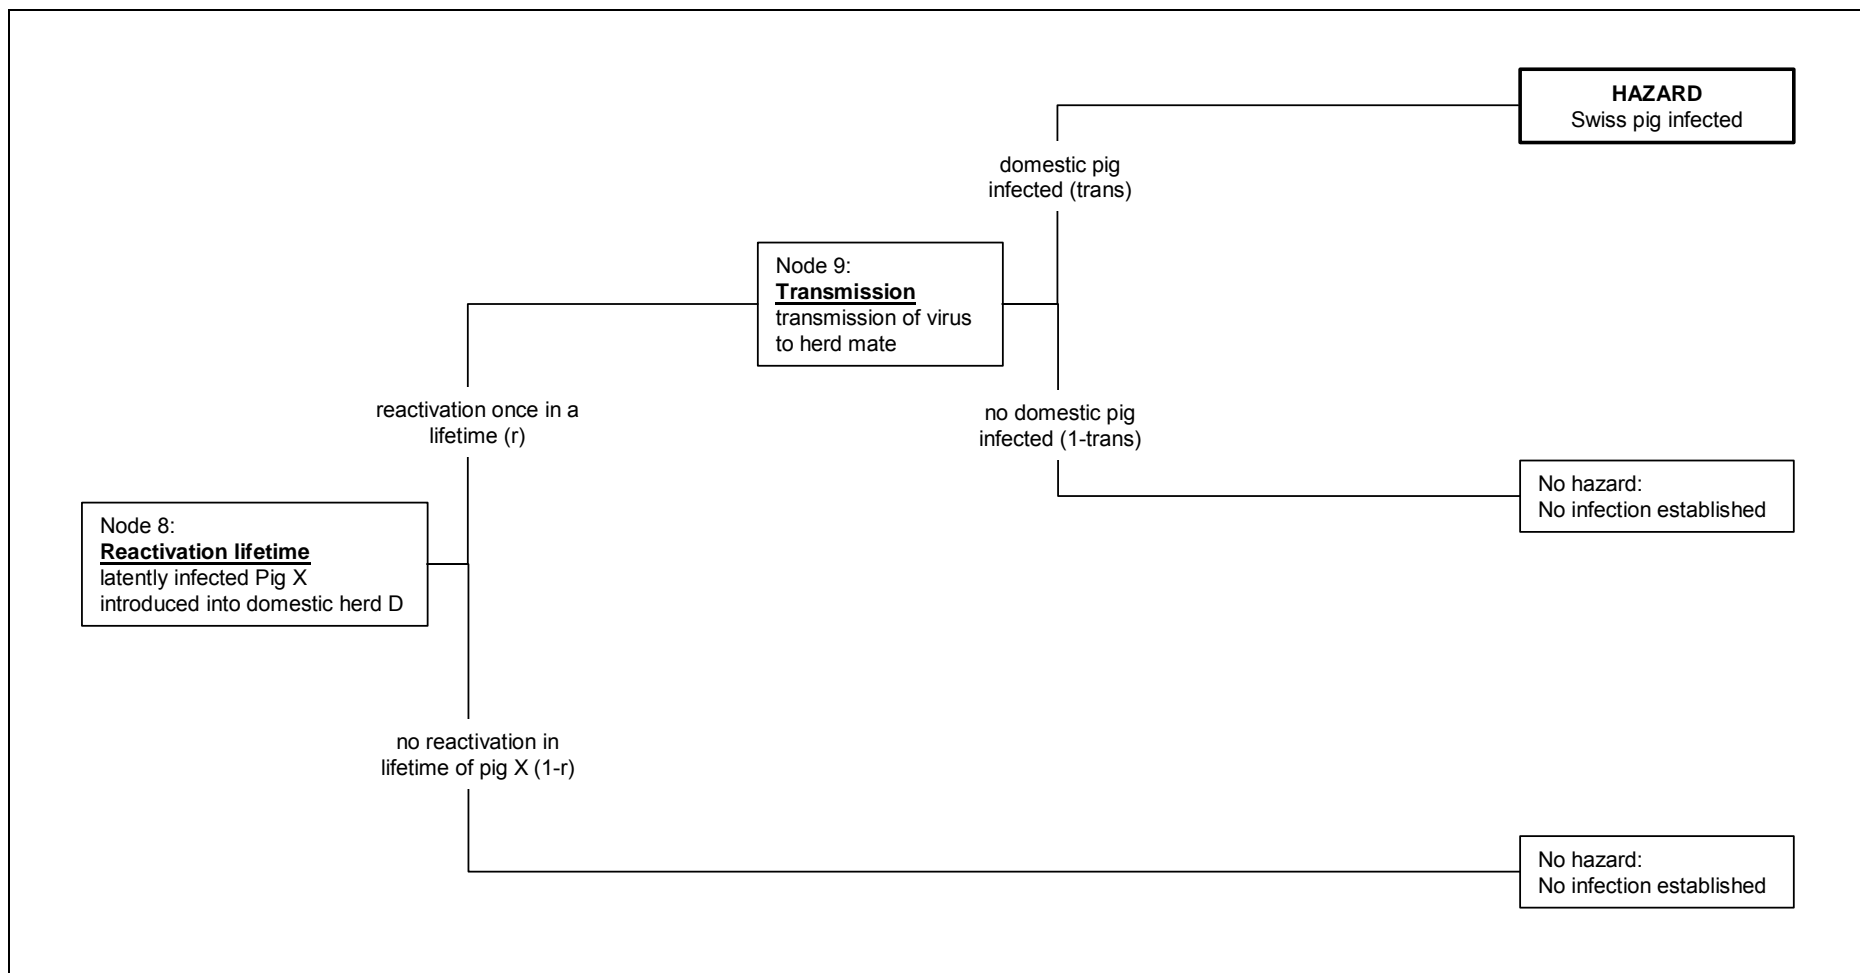 HAZARD
Swiss pig infected
domestic pig
infected (trans)
Node 9:
Transmission
transmission of virus
to herd mate
reactivation once in a
lifetime (r)
no domestic pig
infected (1-trans)
No hazard:
No infection established
Node 8:
Reactivation lifetime
latently infected Pig X
introduced into domestic herd D
no reactivation in
lifetime of pig X (1-r)
No hazard:
No infection established